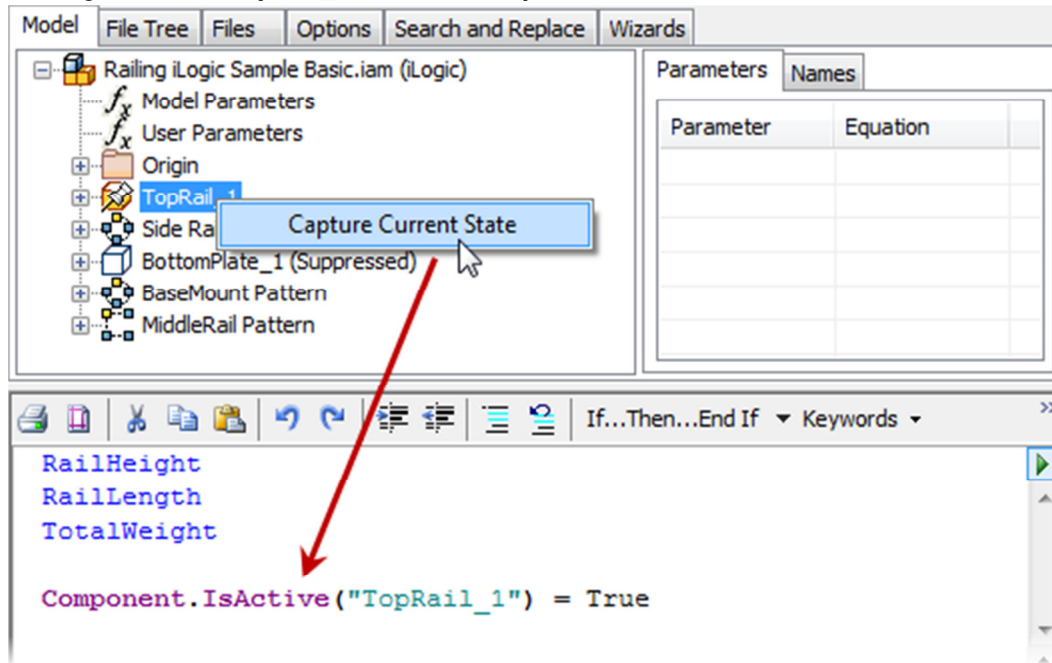 Model File Tree Files Options Search and Replace Wizards
Railing iLogic Sample Basic.iam (iLogic)
Model Parameters
User Parameters
Origin
TopRail_1
Capture Current State
Side Ra
BottomPlate_1 (Suppressed)
BaseMount Pattern
MiddleRail Pattern
Parameters Names
Parameter Equation
If...Then...End If Keywords
RailHeight
RailLength
TotalWeight
Component.IsActive("TopRail_1") = True